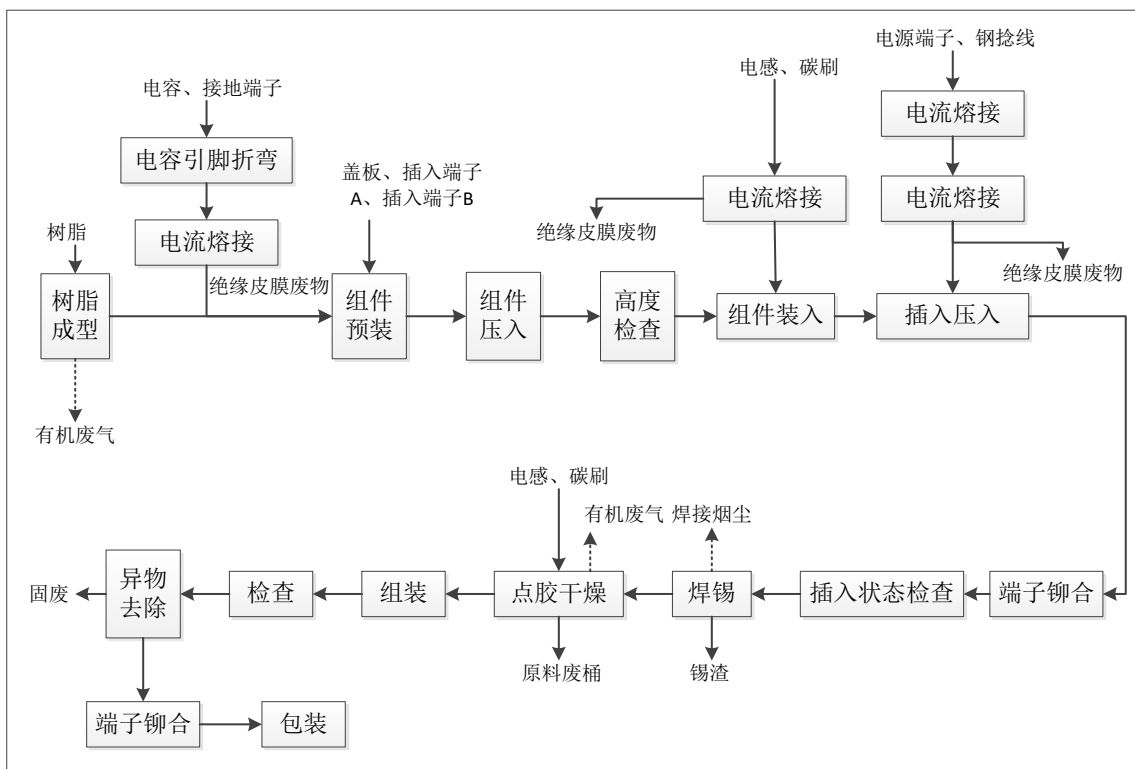 电源端子、钢捻线
电感、碳刷
电容、接地端子
电流熔接
电容引脚折弯
盖板、插入端子
A、插入端子B
电流熔接
电流熔接
绝缘皮膜废物
树脂
电流熔接
绝缘皮膜废物
绝缘皮膜废物
树脂
成型
组件
预装
组件
压入
高度
检查
组件装入
插入压入
有机废气
电感、碳刷
有机废气
焊接烟尘
固废
异物
去除
检查
组装
点胶干燥
焊锡
插入状态检查
端子铆合
原料废桶
锡渣
端子铆合
包装